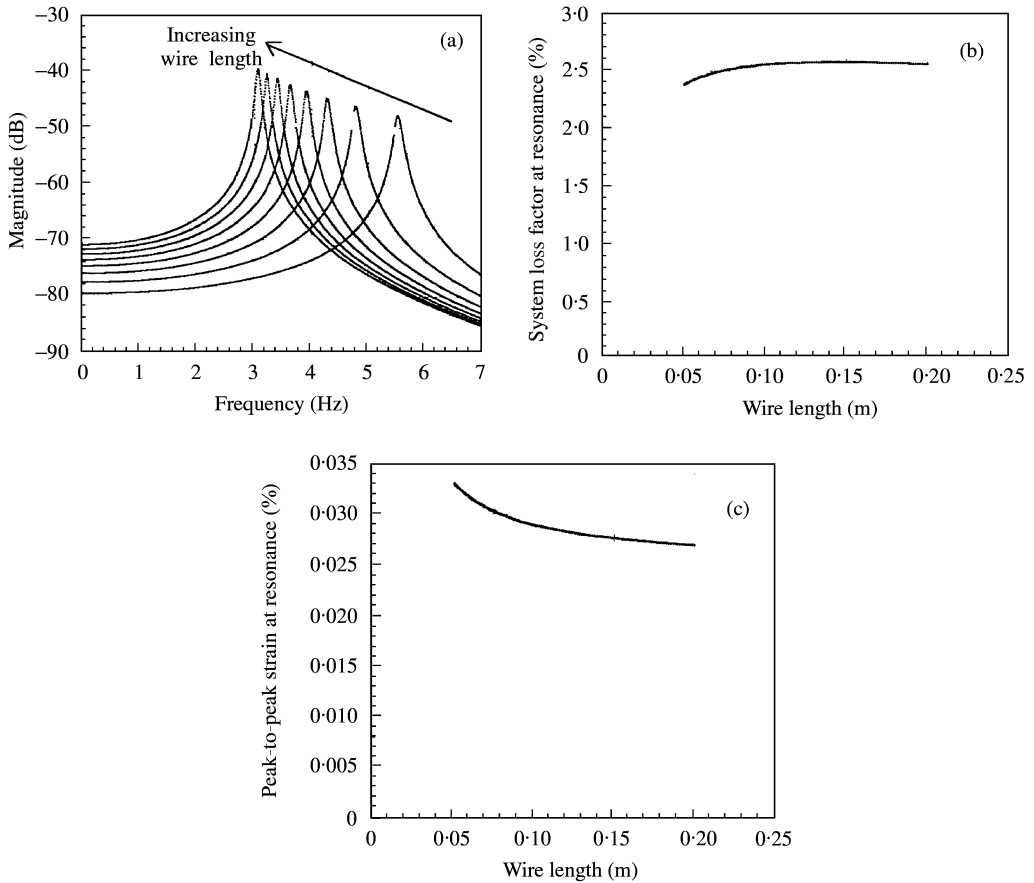 −30
−40
−50
−60
−70
−80
−90
Magnitude (dB)
Increasing
wire length
(a)
0 1 2 3 4 5 6 7
Frequency (Hz)
3·0
2·5
2·0
1·5
1·0
0·5
0
System loss factor at resonance (%)
(b)
0 0·05 0·10 0·15 0·20 0·25
Wire length (m)
0·035
0·030
0·025
0·020
0·015
0·010
0·005
0
Peak-to-peak strain at resonance (%)
(c)
0 0·05 0·10 0·15 0·20 0·25
Wire length (m)